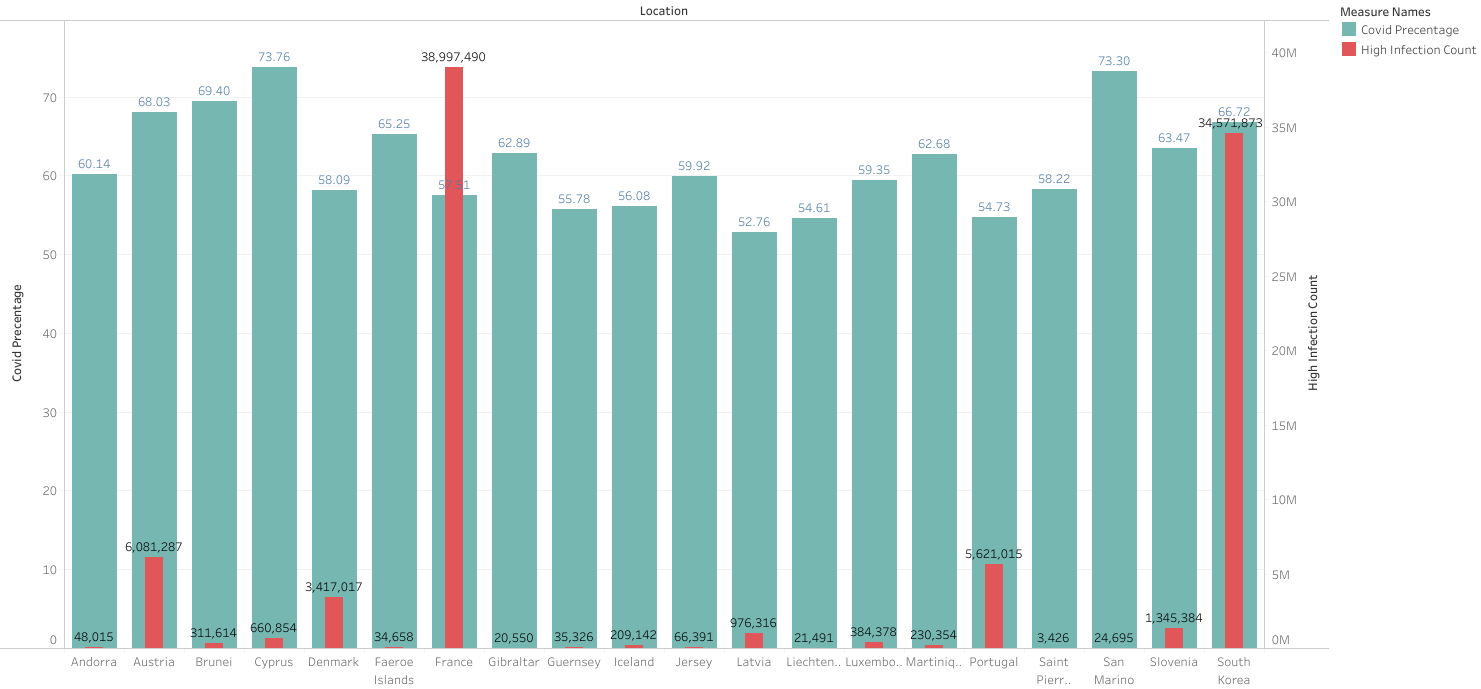 Location
Measure Names
Covid Precentage
High Infection Count
Covid Precentage
70
60
50
40
30
20
10
0
High Infection Count
40M
35M
30M
25M
20M
15M
10M
5M
0M
60.14
68.03
69.40
73.76
58.09
65.25
57.51
62.89
55.78
56.08
59.92
52.76
54.61
59.35
62.68
54.73
58.22
73.30
63.47
66.72
48,015
6,081,287
311,614
660,854
3,417,017
34,658
38,997,490
20,550
35,326
209,142
66,391
976,316
21,491
384,378
230,354
5,621,015
3,426
24,695
1,345,384
34,571,873
Andorra
Austria
Brunei
Cyprus
Denmark
Faeroe
Islands
France
Gibraltar
Guernsey
Iceland
Jersey
Latvia
Liechten..
Luxembo..
Martiniq..
Portugal
Saint
Pierr..
San
Marino
Slovenia
South
Korea